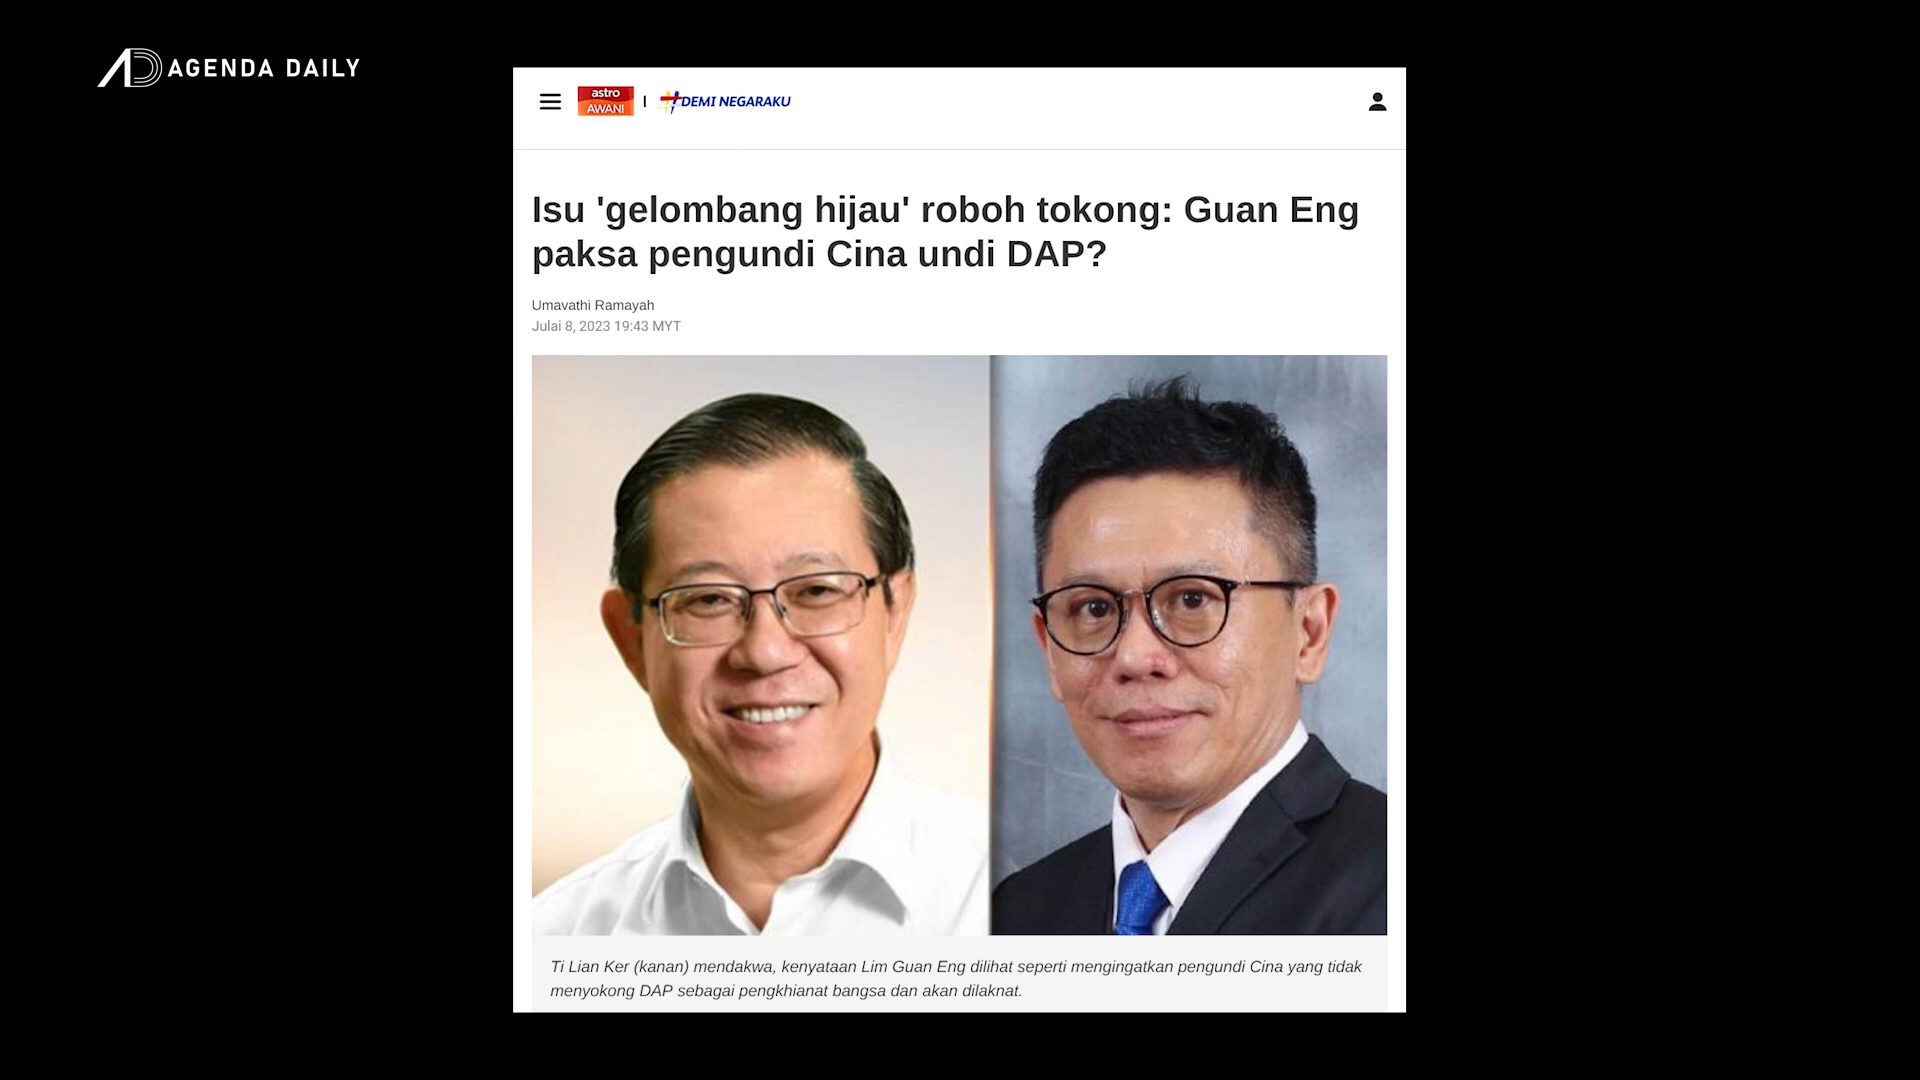 AD AGENDA DAILY
astro
AWANI
#DEMI NEGARAKU
Isu 'gelombang hijau' roboh tokong: Guan Eng
paksa pengundi Cina undi DAP?
Umavathi Ramayah
Julai 8, 2023 19:43 MYT
Ti Lian Ker (kanan) mendakwa, kenyataan Lim Guan Eng dilihat seperti mengingatkan pengundi Cina yang tidak
menyokong DAP sebagai pengkhianat bangsa dan akan dilaknat.